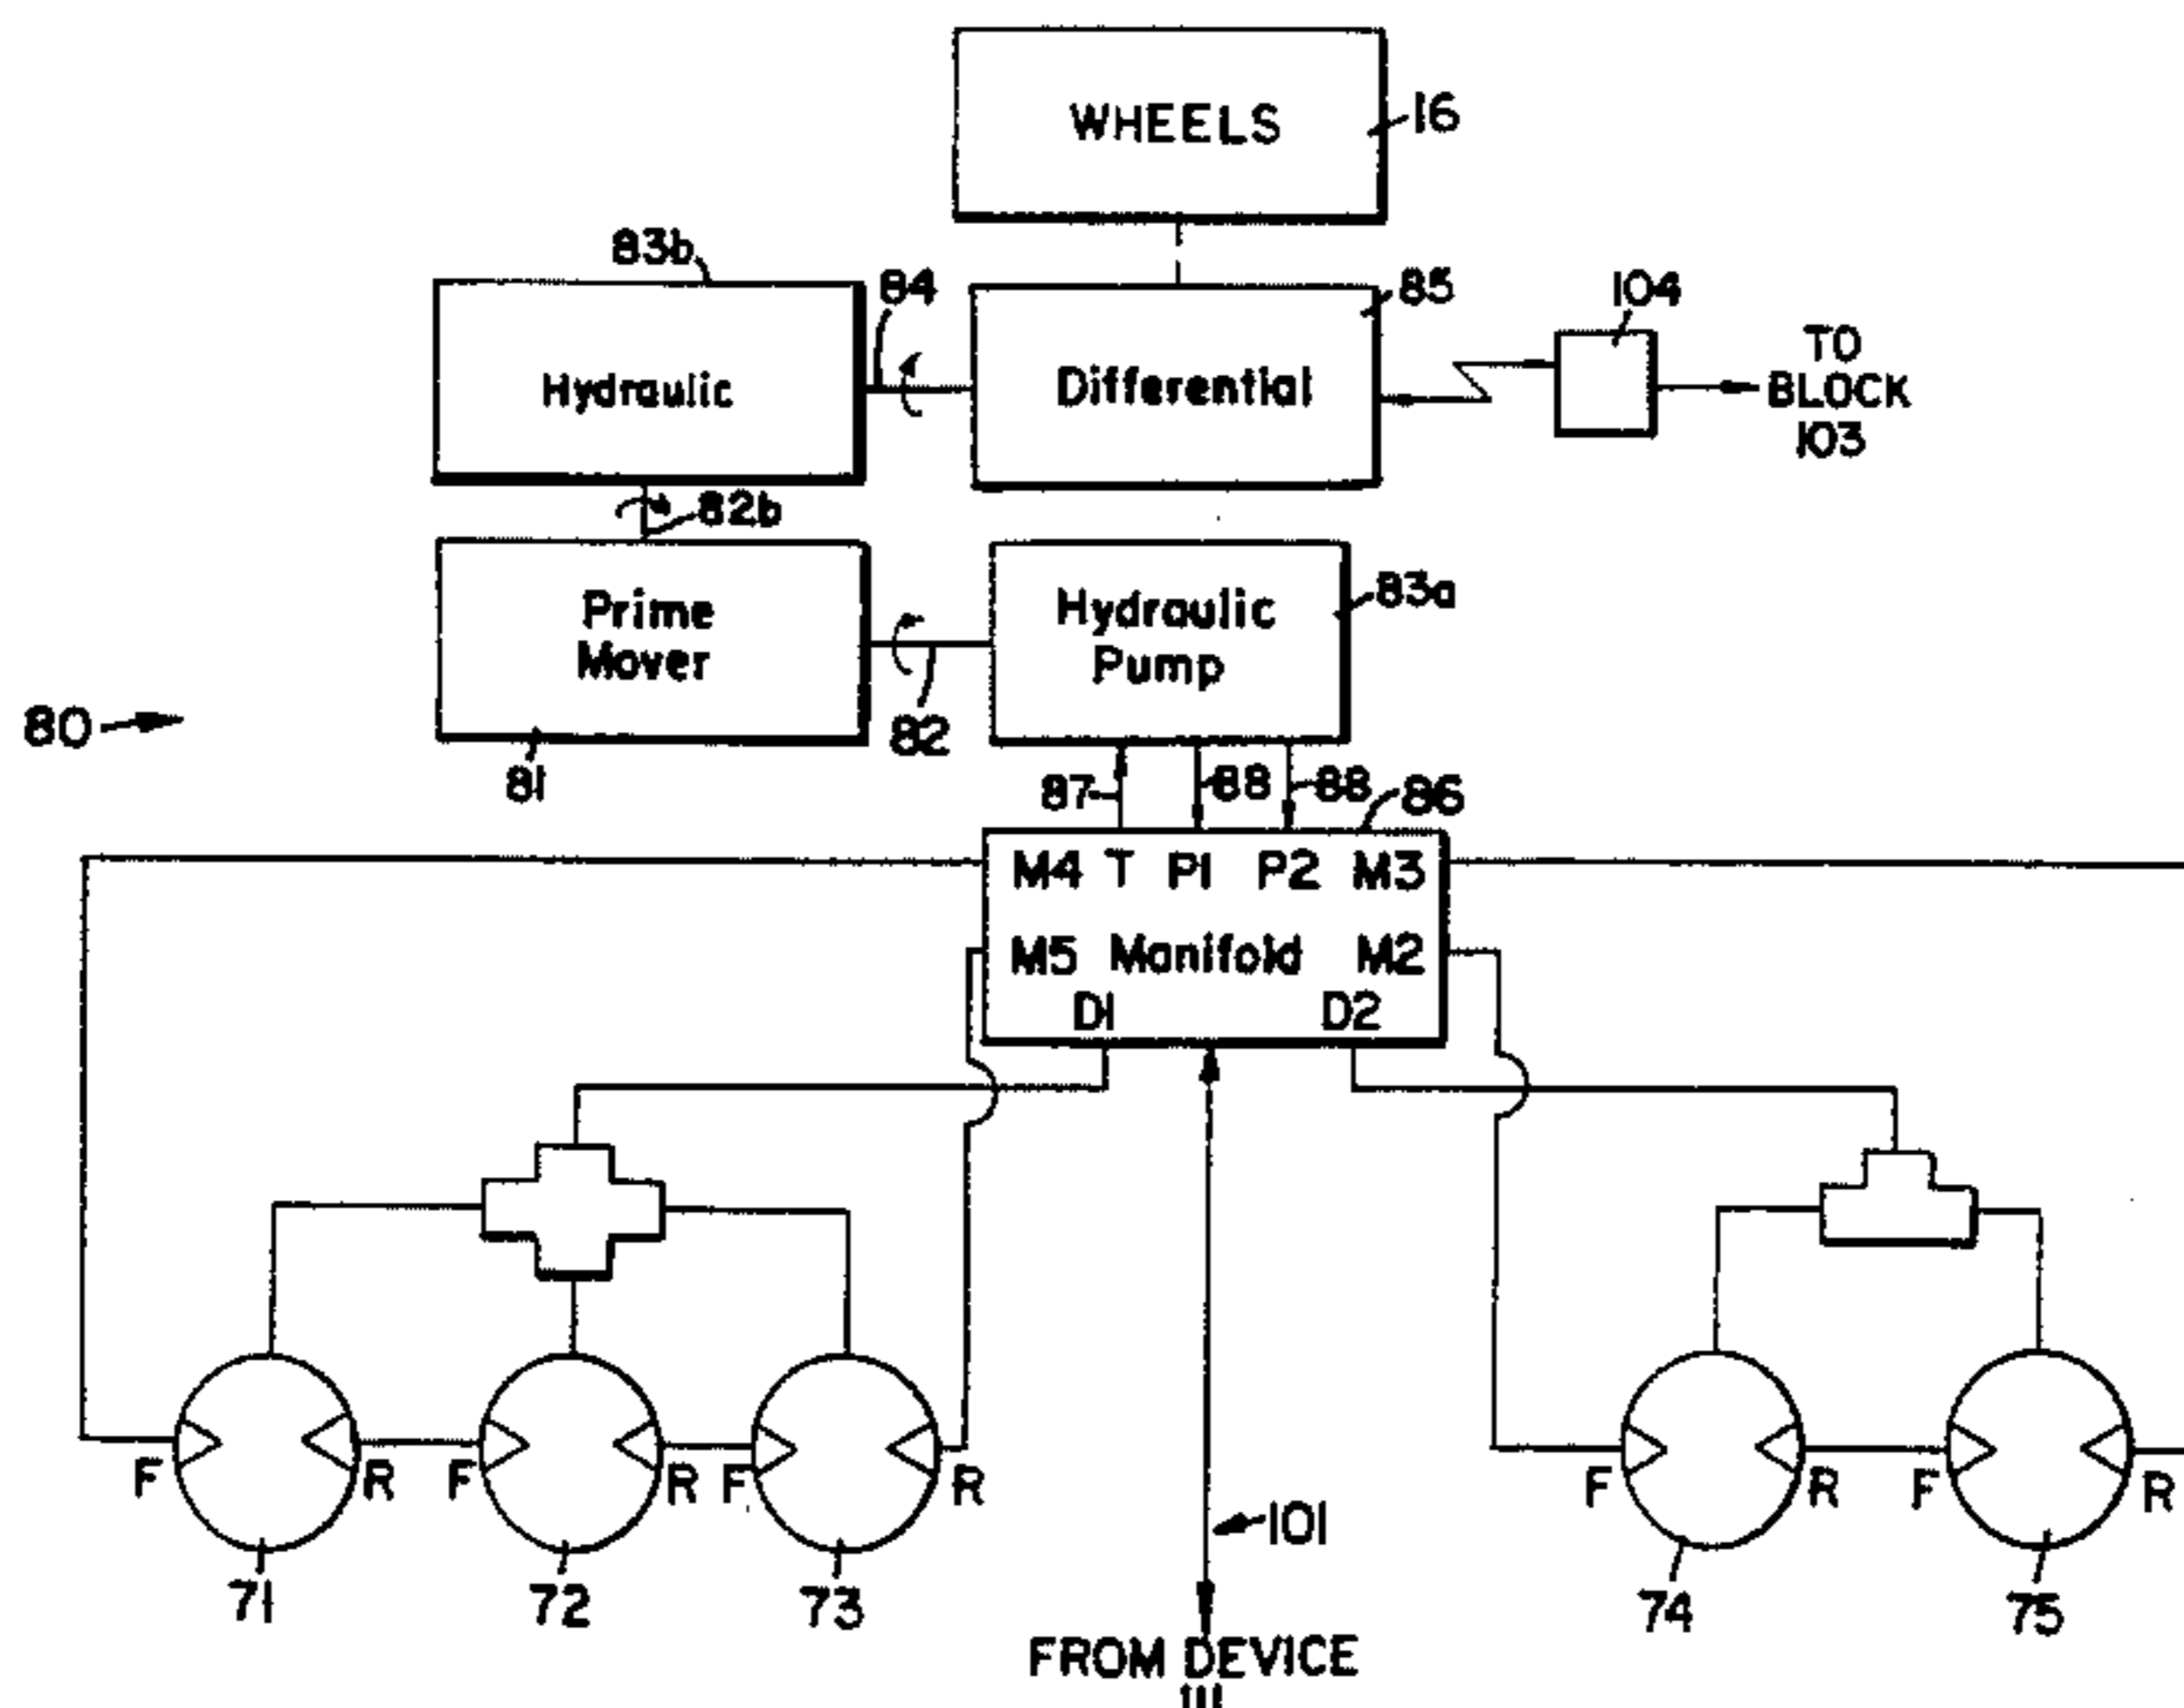 WHEELS
16
83b
84
85
104
Hydraulic
Differential
TO
BLOCK
103
82b
Prime
Mover
Hydraulic
Pump
83a
80
82
81
87
88
88
86
M4 T P1 P2 M3
M5 Manifold M2
D1 D2
F R F R F R F R F R
101
71 72 73 74 75
FROM DEVICE
111